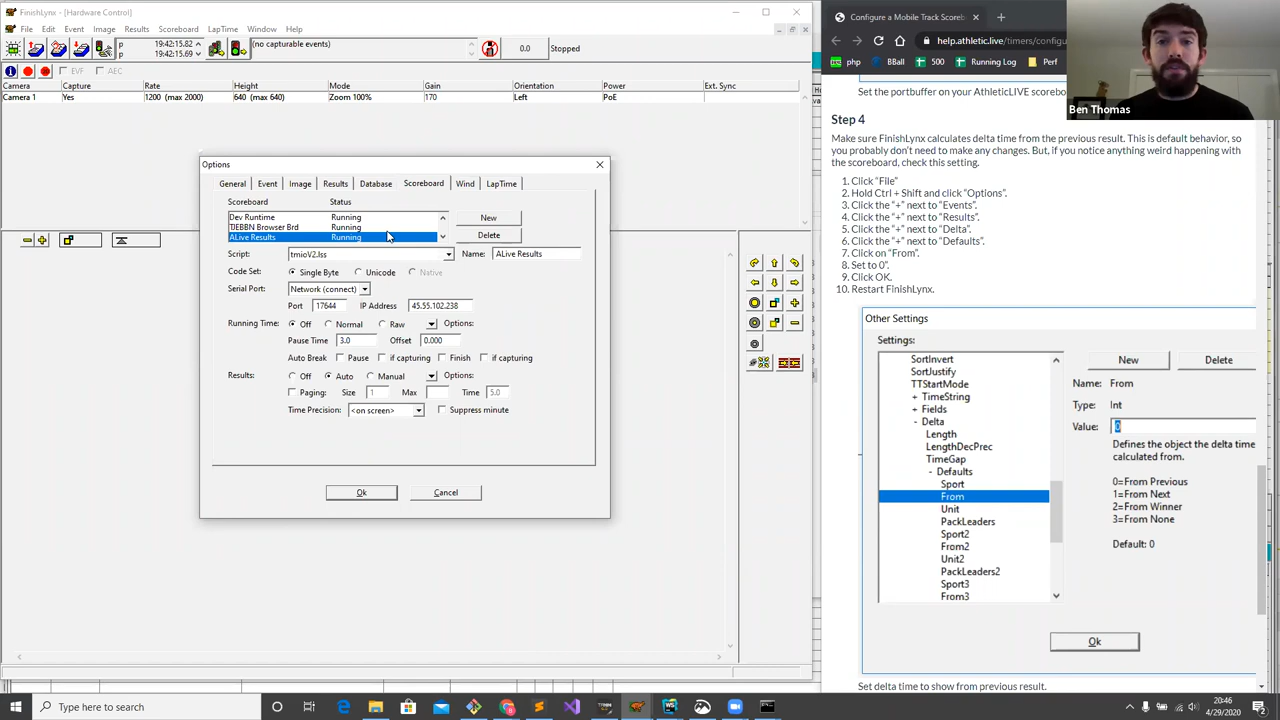 FinishLynx - [Hardware Control]
File Edit Event Image Results Scoreboard LapTime Window Help
p 19:42:15.82
p 19:42:15.69
(no capturable events)
0.0 Stopped
EVF AEC
Camera Capture Rate Height Mode Gain Orientation Power Ext. Sync
Camera 1 Yes 1200 (max 2000) 640 (max 640) Zoom 100% 170 Left PoE
Options
General Event Image Results Database Scoreboard Wind LapTime
Scoreboard Status
Dev Runtime Running
TJEBBN Browser Brd Running
ALive Results Running
New
Delete
Script: tmioV2.lss Name: ALive Results
Code Set: Single Byte Unicode Native
Serial Port: Network (connect)
Port 17644 IP Address 45.55.102.238
Running Time: Off Normal Raw Options:
Pause Time 3.0 Offset 0.000
Auto Break Pause if capturing Finish if capturing
Results: Off Auto Manual Options:
Paging: Size 1 Max Time 5.0
Time Precision: <on screen> Suppress minute
Ok Cancel
Configure a Mobile Track Scoreb
help.athletic.live/timers/configu
php BBall 500 Running Log Perf
Ben Thomas
Set the portbuffer on your AthleticLIVE scorebo
Step 4
Make sure FinishLynx calculates delta time from the previous result. This is default behavior, so
you probably don't need to make any changes. But, if you notice anything weird happening with
the scoreboard, check this setting.
1. Click "File"
2. Hold Ctrl + Shift and click "Options".
3. Click the "+" next to "Events".
4. Click the "+" next to "Results".
5. Click the "+" next to "Delta".
6. Click the "+" next to "Defaults".
7. Click on "From".
8. Set to 0".
9. Click OK.
10. Restart FinishLynx.
Other Settings
Settings:
SortInvert
SortJustify
TTStartMode
+ TimeString
+ Fields
- Delta
Length
LengthDecPrec
TimeGap
- Defaults
Sport
From
Unit
PackLeaders
Sport2
From2
Unit2
PackLeaders2
Sport3
From3
New Delete
Name: From
Type: Int
Value: 0
Defines the object the delta time
calculated from.
0=From Previous
1=From Next
2=From Winner
3=From None
Default: 0
Ok
Set delta time to show from previous result.
Type here to search
20:46
4/29/2020